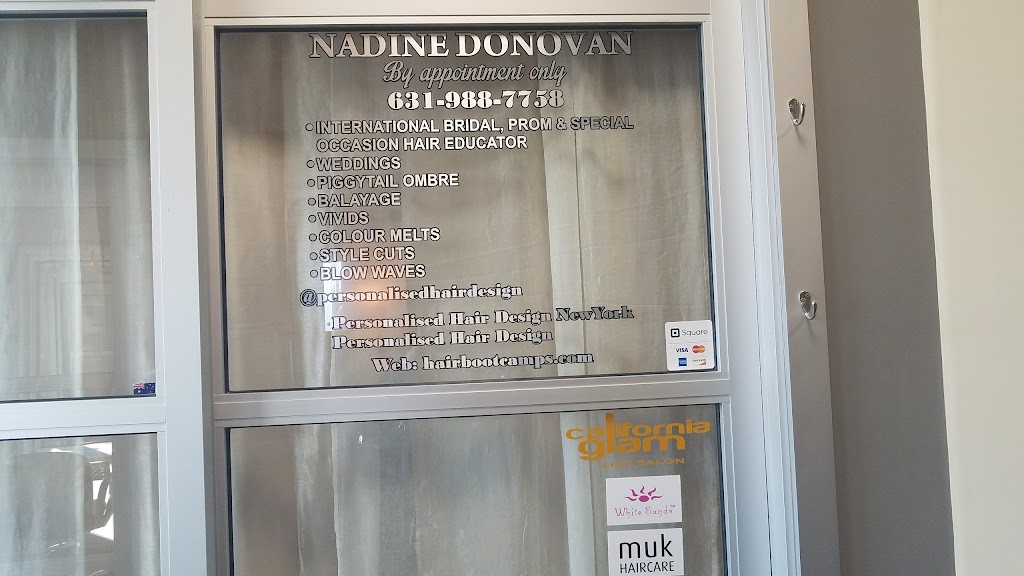 NADINE DONOVAN
By appointment only
631-988-7758
• INTERNATIONAL BRIDAL, PROM & SPECIAL
OCCASION HAIR EDUCATOR
• WEDDINGS
• PIGGYTAIL OMBRE
• BALAYAGE
• VIVIDS
• COLOUR MELTS
• STYLE CUTS
• BLOW WAVES
@personalisedhairdesign
Personalised Hair Design NewYork
Personalised Hair Design
Web: hairbootcamps.com
Square
VISA
california
glam
SALON
White Sands
muk
HAIRCARE